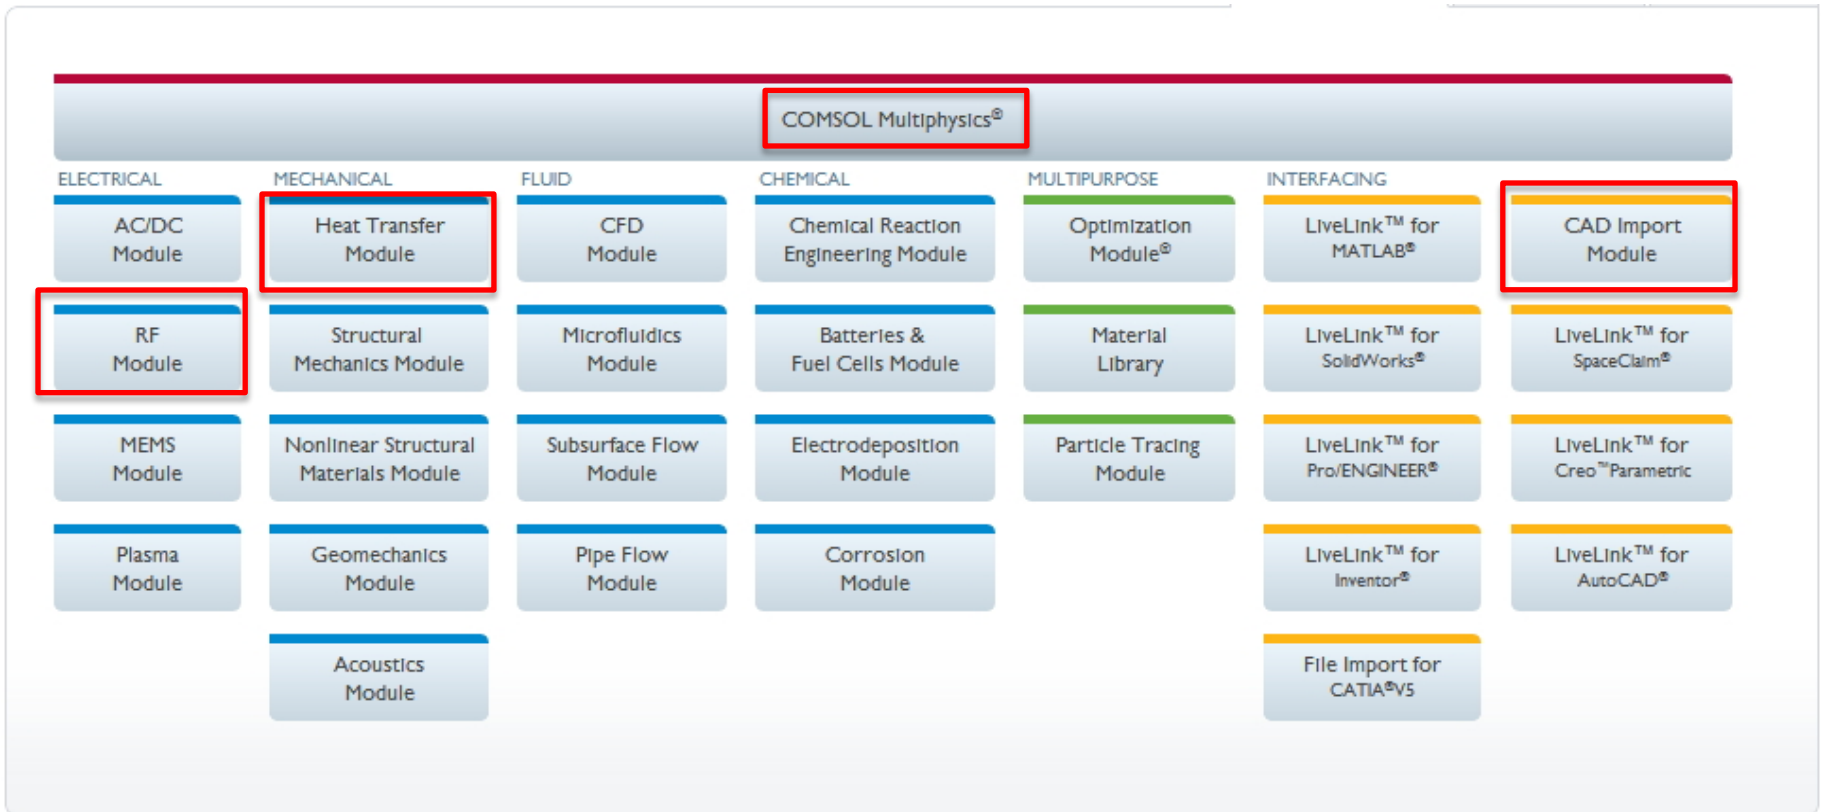 COMSOL Multiphysics®
ELECTRICAL
AC/DC
Module
RF
Module
MEMS
Module
Plasma
Module
MECHANICAL
Heat Transfer
Module
Structural
Mechanics Module
Nonlinear Structural
Materials Module
Geomechanics
Module
Acoustics
Module
FLUID
CFD
Module
Microfluidics
Module
Subsurface Flow
Module
Pipe Flow
Module
CHEMICAL
Chemical Reaction
Engineering Module
Batteries &
Fuel Cells Module
Electrodeposition
Module
Corrosion
Module
MULTIPURPOSE
Optimization
Module®
Material
Library
Particle Tracing
Module
INTERFACING
LiveLink™ for
MATLAB®
LiveLink™ for
SolidWorks®
LiveLink™ for
Pro/ENGINEER®
LiveLink™ for
Inventor®
File Import for
CATIA®V5
CAD Import
Module
LiveLink™ for
SpaceClaim®
LiveLink™ for
Creo™Parametric
LiveLink™ for
AutoCAD®